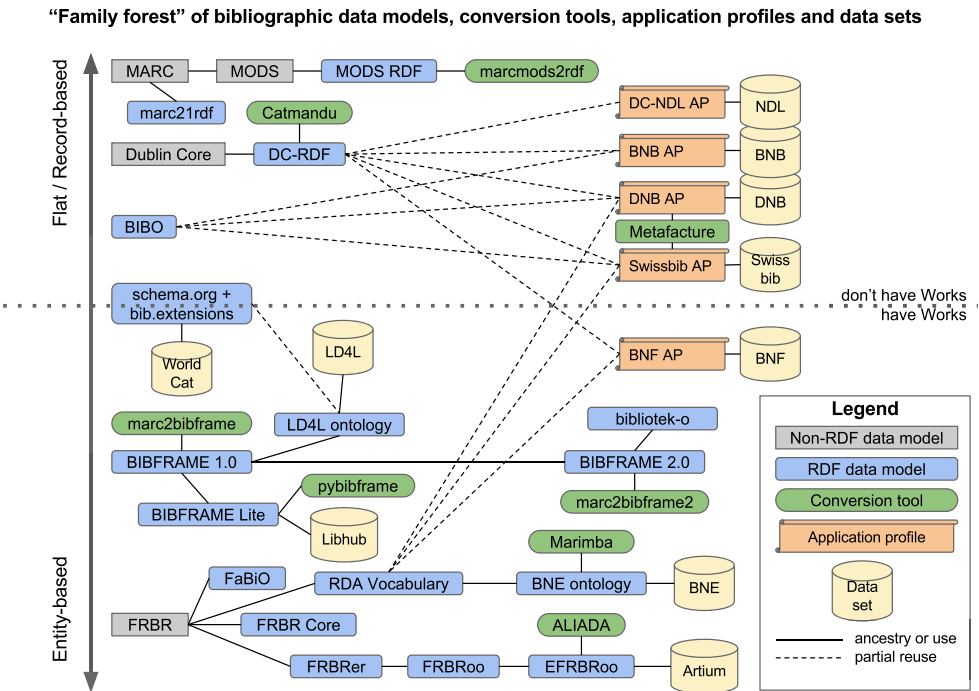 “Family forest” of bibliographic data models, conversion tools, application profiles and data sets
Flat / Record-based
MARC
MODS
MODS RDF
marcmods2rdf
marc21rdf
Catmandu
DC-NDL AP
NDL
Dublin Core
DC-RDF
BNB AP
BNB
DNB AP
DNB
BIBO
Metafacture
Swissbib AP
Swiss
bib
schema.org +
bib.extensions
don't have Works
have Works
World
Cat
LD4L
BNF AP
BNF
marc2bibframe
LD4L ontology
bibliotek-o
BIBFRAME 1.0
BIBFRAME 2.0
pybibframe
marc2bibframe2
BIBFRAME Lite
Libhub
Marimba
Entity-based
FaBiO
RDA Vocabulary
BNE ontology
BNE
FRBR
FRBR Core
ALIADA
FRBRer
FRBRoo
EFRBRoo
Artium
Legend
Non-RDF data model
RDF data model
Conversion tool
Application profile
Data
set
ancestry or use
partial reuse